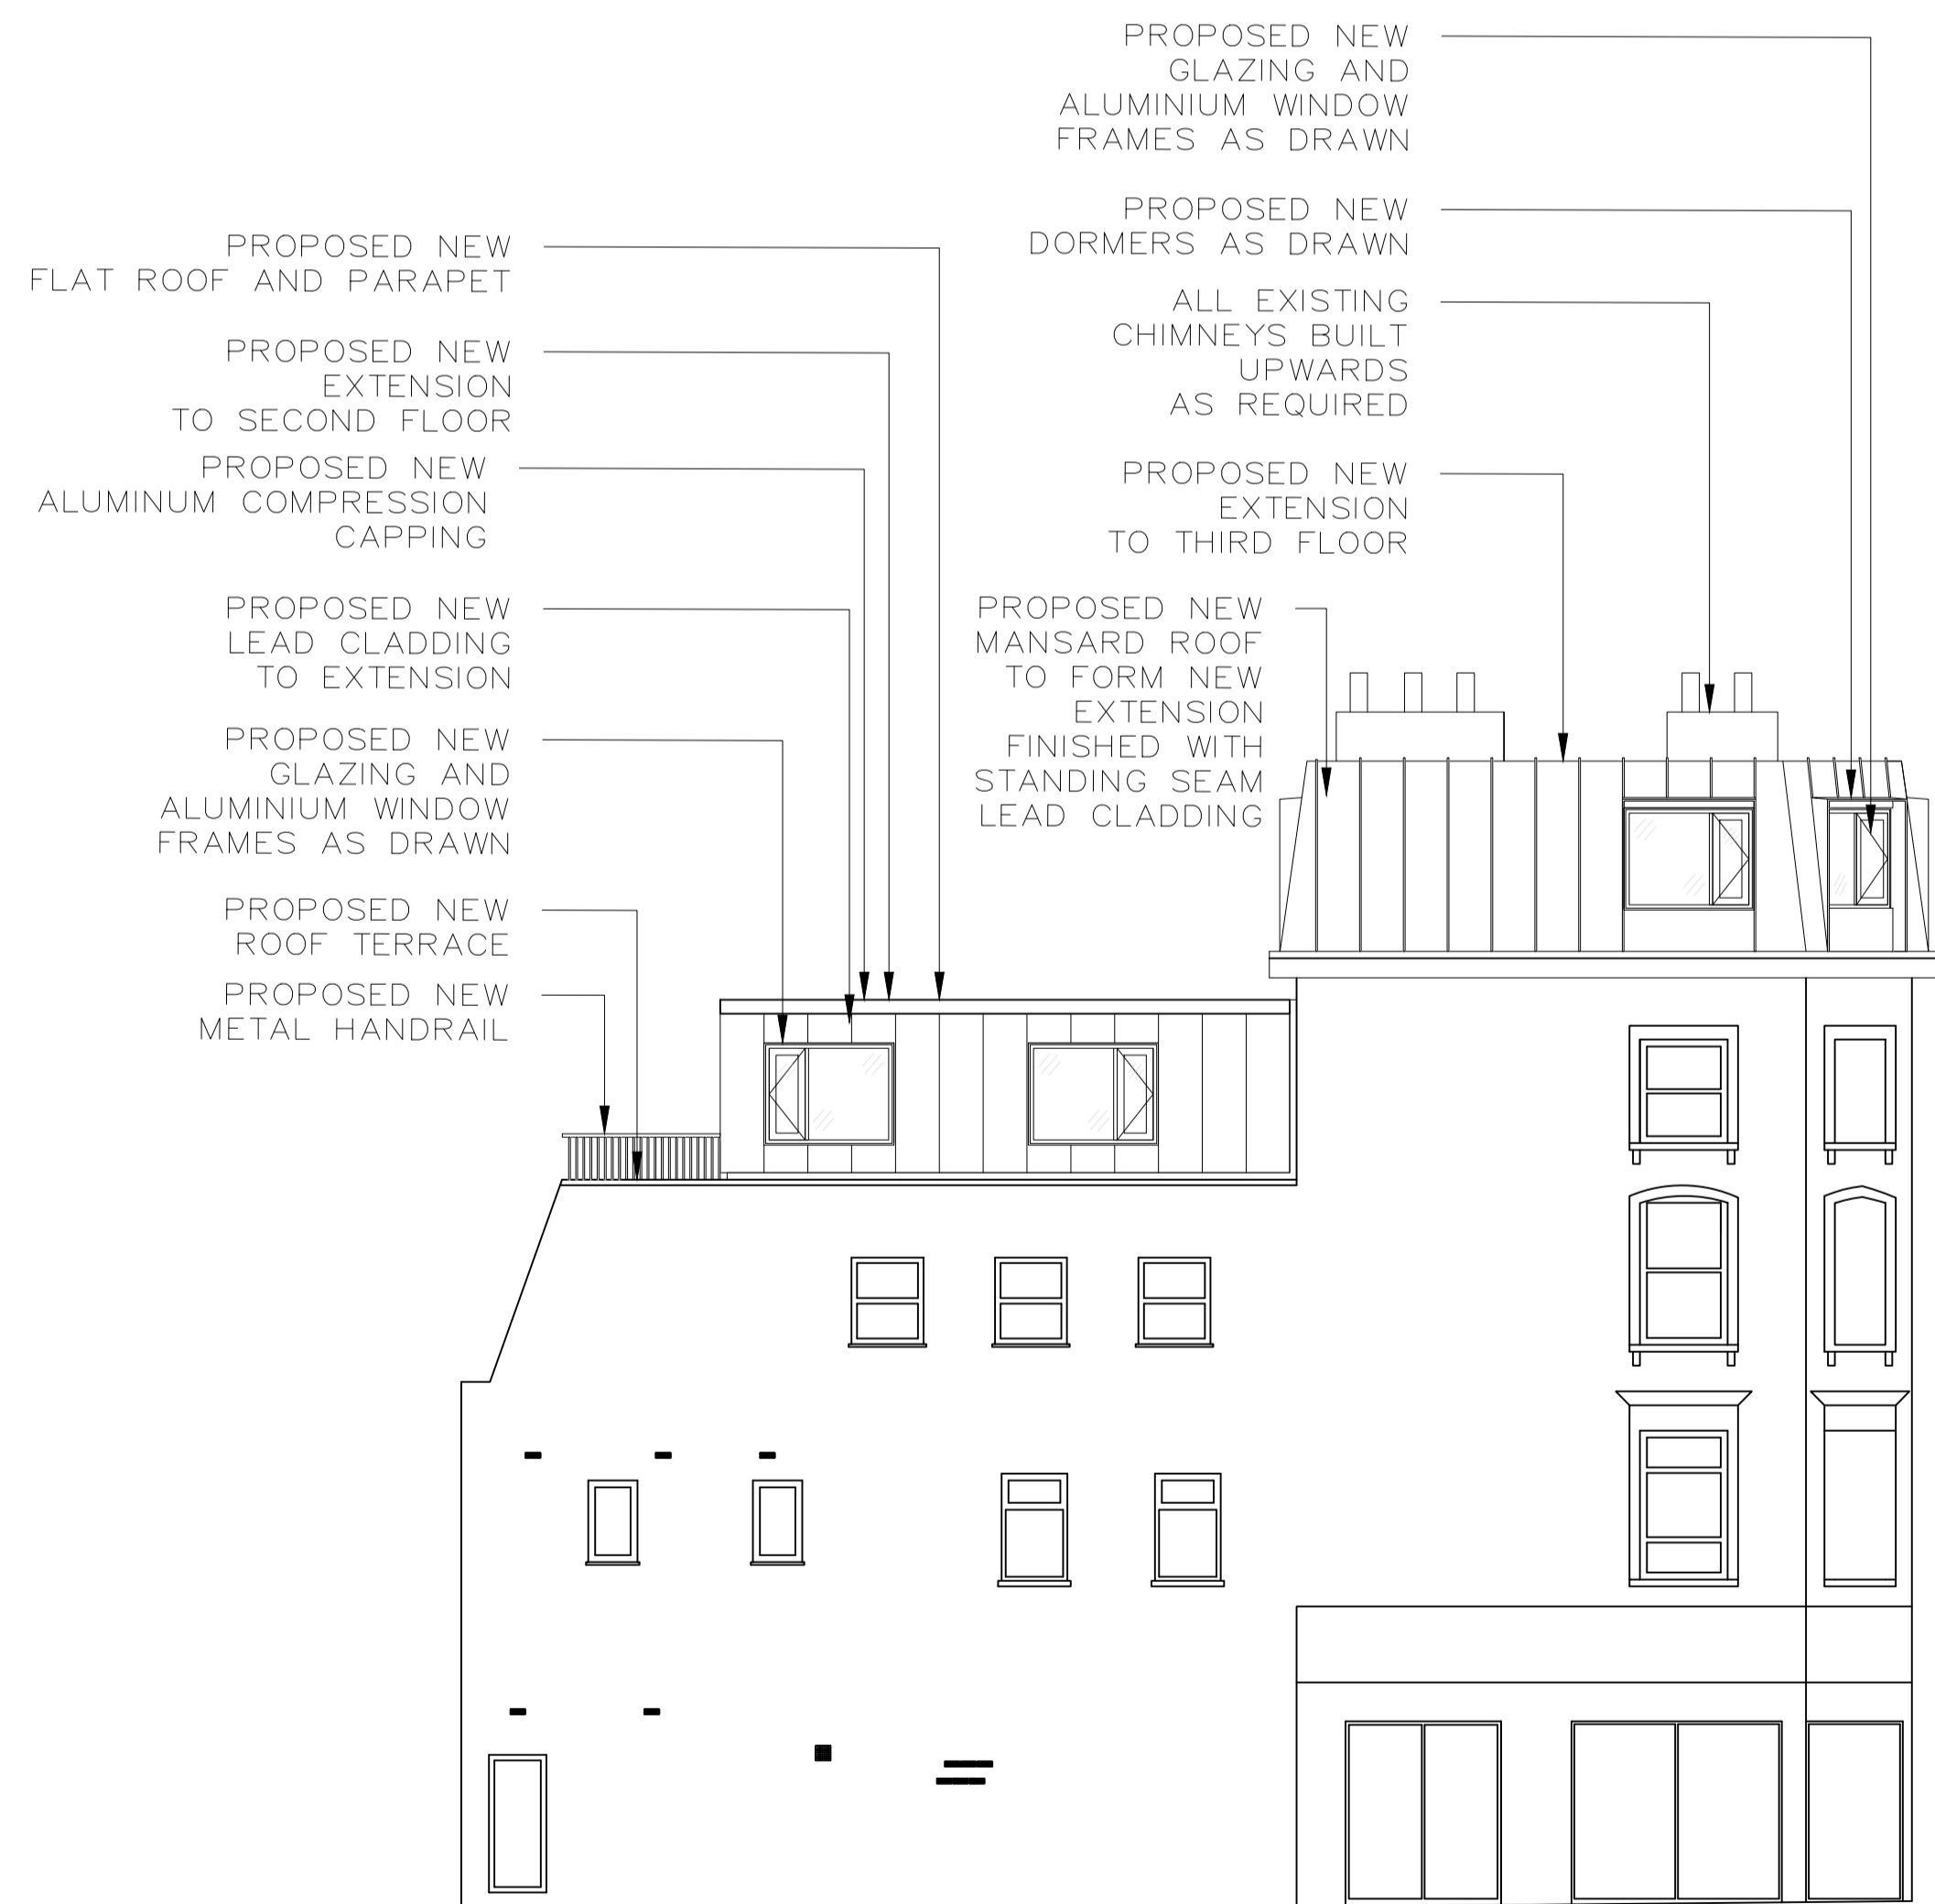 PROPOSED NEW
GLAZING AND
ALUMINIUM WINDOW
FRAMES AS DRAWN
PROPOSED NEW
DORMERS AS DRAWN
ALL EXISTING
CHIMNEYS BUILT
UPWARDS
AS REQUIRED
PROPOSED NEW
EXTENSION
TO THIRD FLOOR
PROPOSED NEW
MANSARD ROOF
TO FORM NEW
EXTENSION
FINISHED WITH
STANDING SEAM
LEAD CLADDING
PROPOSED NEW
FLAT ROOF AND PARAPET
PROPOSED NEW
EXTENSION
TO SECOND FLOOR
PROPOSED NEW
ALUMINUM COMPRESSION
CAPPING
PROPOSED NEW
LEAD CLADDING
TO EXTENSION
PROPOSED NEW
GLAZING AND
ALUMINIUM WINDOW
FRAMES AS DRAWN
PROPOSED NEW
ROOF TERRACE
PROPOSED NEW
METAL HANDRAIL